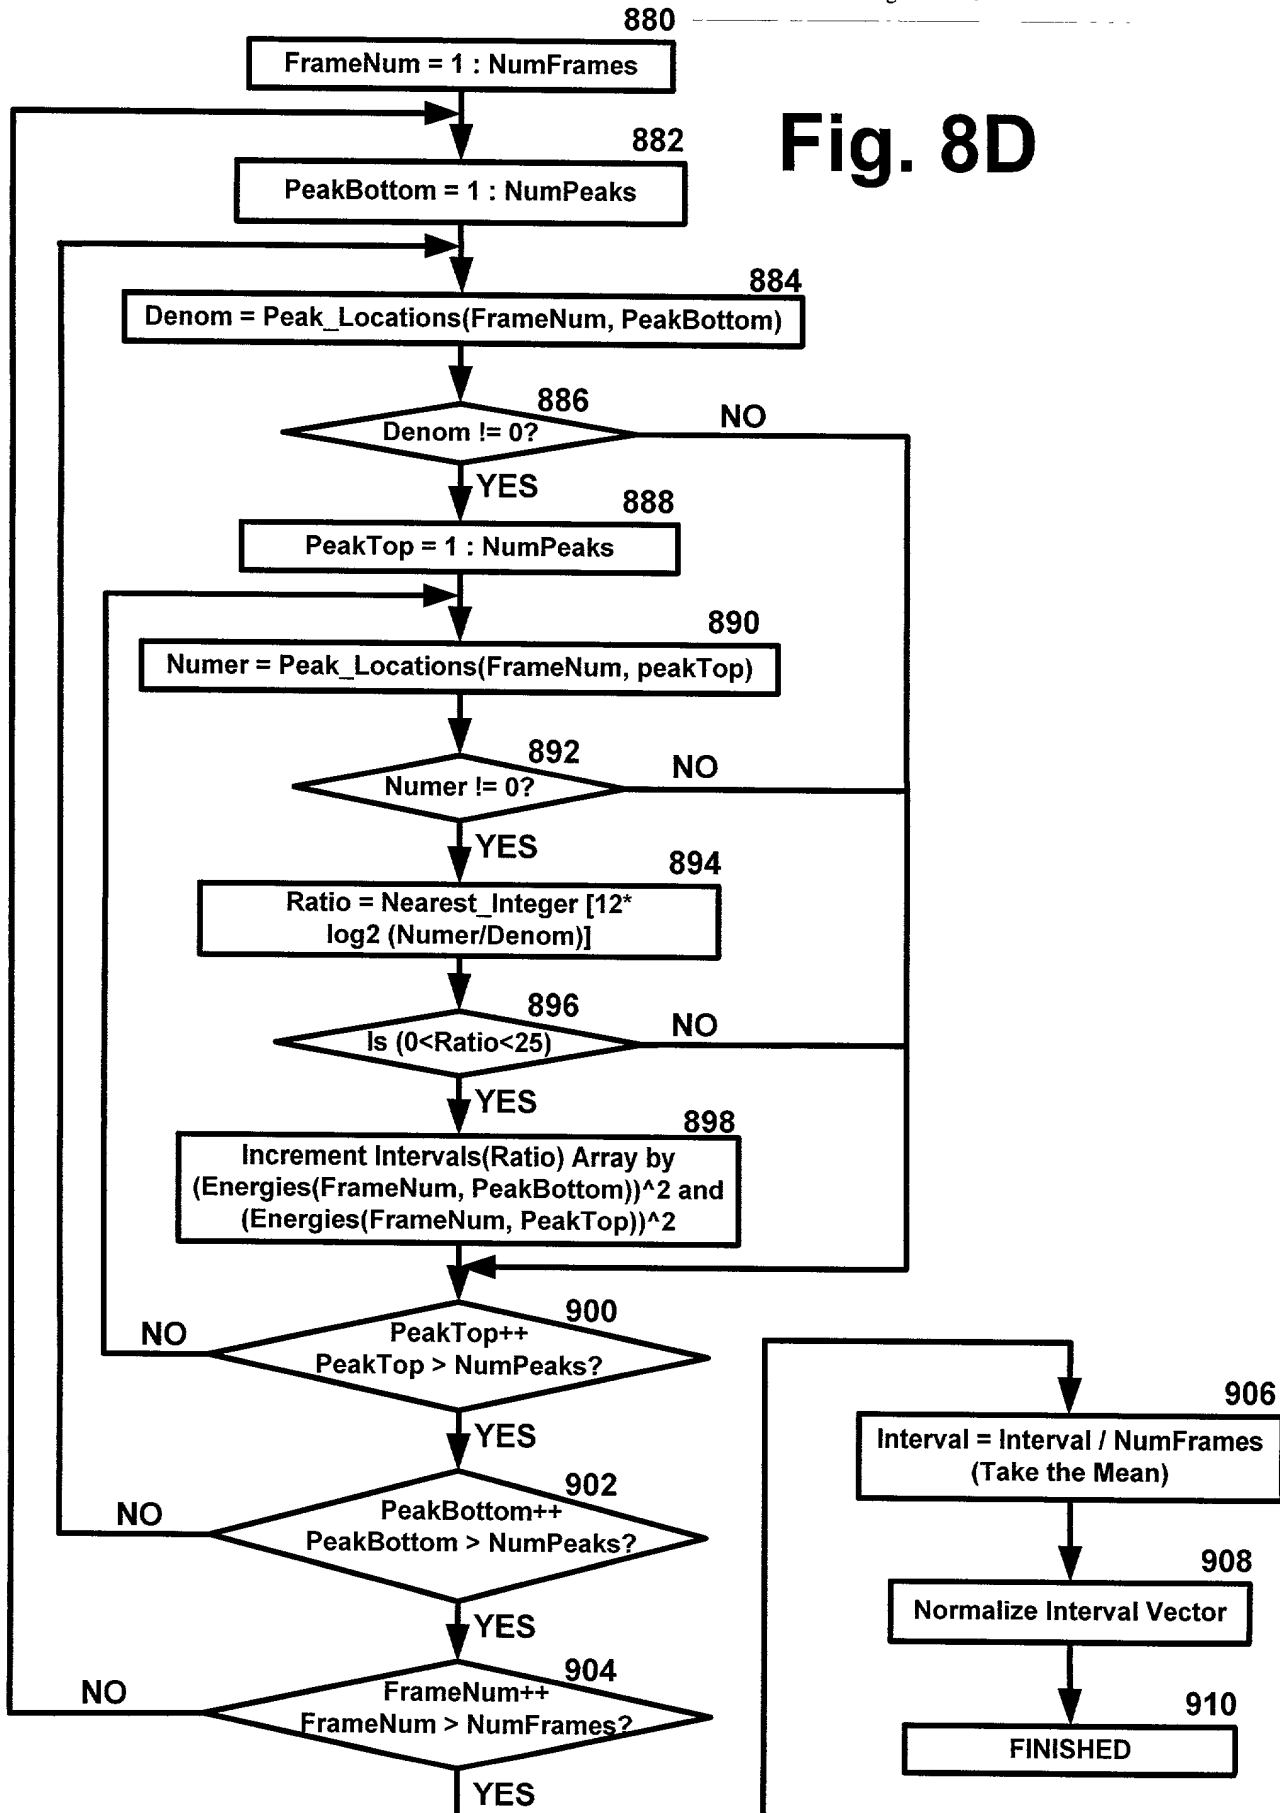 880
FrameNum = 1 : NumFrames
Fig. 8D
882
PeakBottom = 1 : NumPeaks
884
Denom = Peak_Locations(FrameNum, PeakBottom)
886
Denom != 0?
NO
YES
888
PeakTop = 1 : NumPeaks
890
Numer = Peak_Locations(FrameNum, peakTop)
892
Numer != 0?
NO
YES
894
Ratio = Nearest_Integer [12*
log2 (Numer/Denom)]
896
Is (0<Ratio<25)
NO
YES
898
Increment Intervals(Ratio) Array by
(Energies(FrameNum, PeakBottom))^2 and
(Energies(FrameNum, PeakTop))^2
900
PeakTop++
PeakTop > NumPeaks?
NO
YES
902
PeakBottom++
PeakBottom > NumPeaks?
NO
YES
904
FrameNum++
FrameNum > NumFrames?
NO
YES
906
Interval = Interval / NumFrames
(Take the Mean)
908
Normalize Interval Vector
910
FINISHED